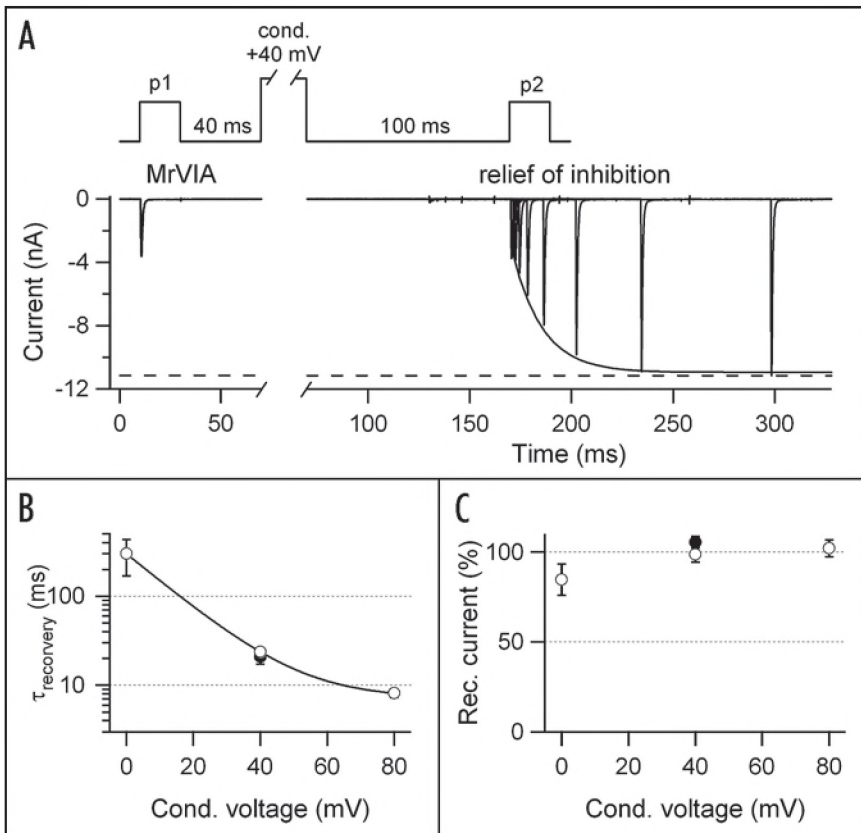 A
cond.
+40 mV
p1
p2
40 ms
100 ms
MrVIA
relief of inhibition
0
-4
-8
-12
Current (nA)
0 50 100 150 200 250 300
Time (ms)
B
100
10
τrecorvery (ms)
0 20 40 60 80
Cond. voltage (mV)
C
100
50
0
Rec. current (%)
0 20 40 60 80
Cond. voltage (mV)